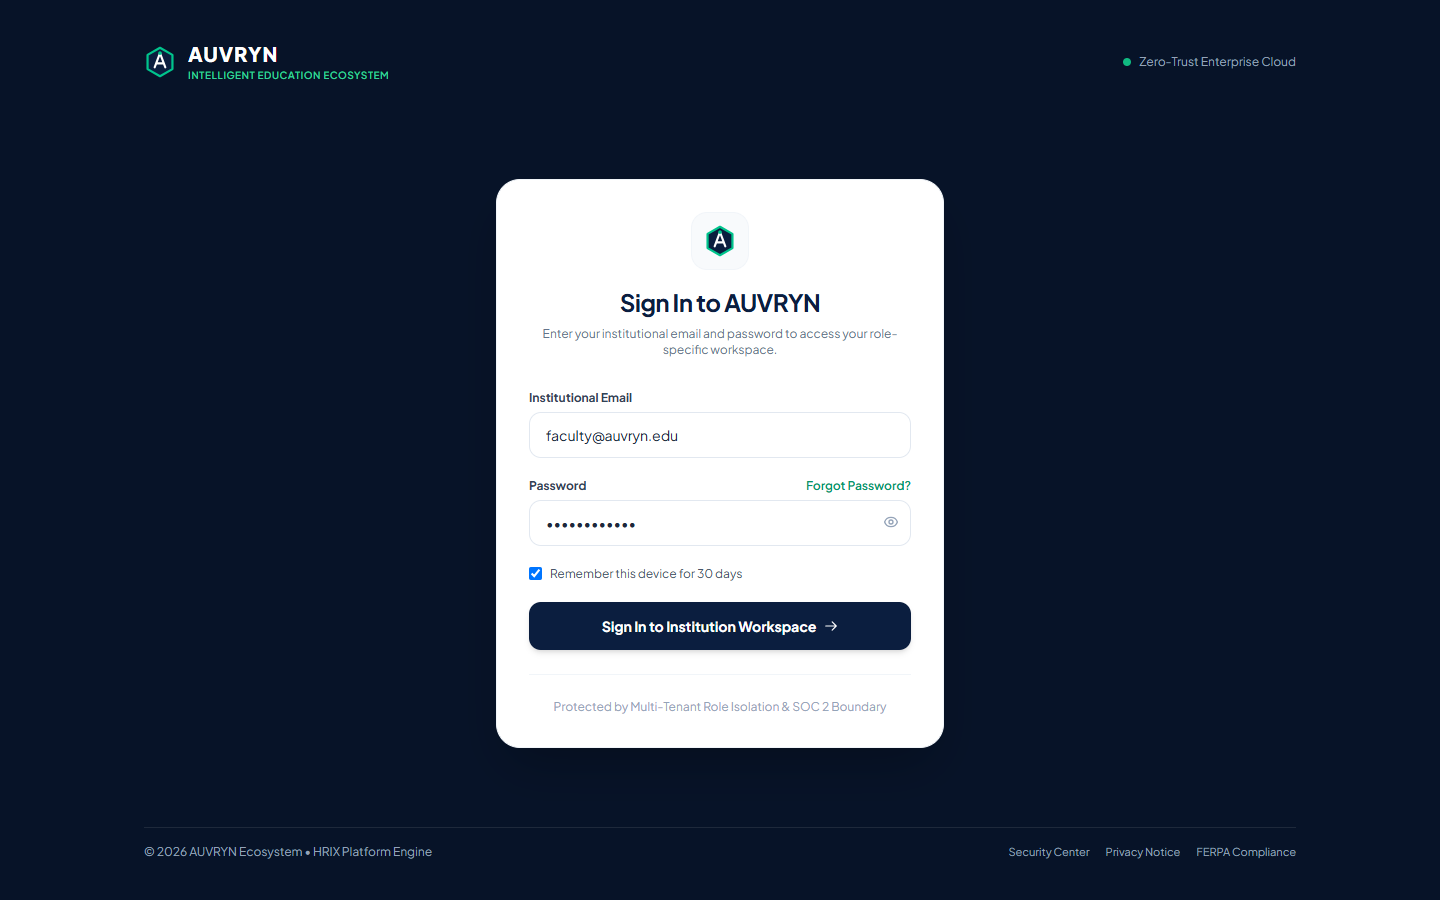 AUVRYN
INTELLIGENT EDUCATION ECOSYSTEM
Zero-Trust Enterprise Cloud
A
A
Sign In to AUVRYN
Enter your institutional email and password to access your role-
specific workspace.
Institutional Email
faculty@auvryn.edu
Password
Forgot Password?
••••••••••••
Remember this device for 30 days
Sign In to Institution Workspace →
Protected by Multi-Tenant Role Isolation & SOC 2 Boundary
© 2026 AUVRYN Ecosystem • HRIX Platform Engine
Security Center
Privacy Notice
FERPA Compliance